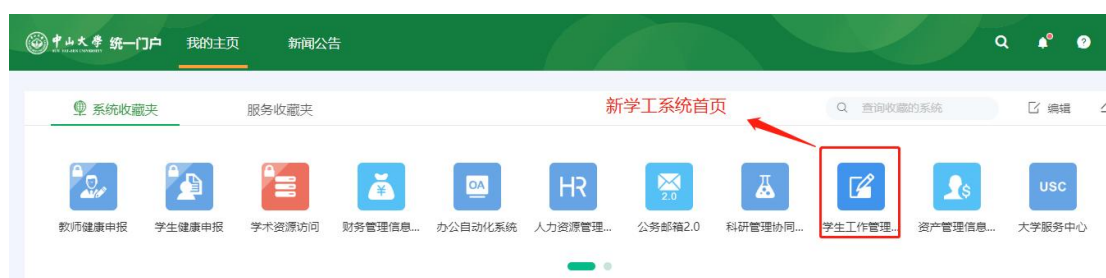 中山大學 统一门户 我的主页 新闻公告
系统收藏夹 服务收藏夹 新学工系统首页 查询收藏的系统 编辑
OA HR 2.0 USC
教师健康申报 学生健康申报 学术资源访问 财务管理信息... 办公自动化系统 人力资源管理... 公务邮箱2.0 科研管理协同... 学生工作管理... 资产管理信息... 大学服务中心